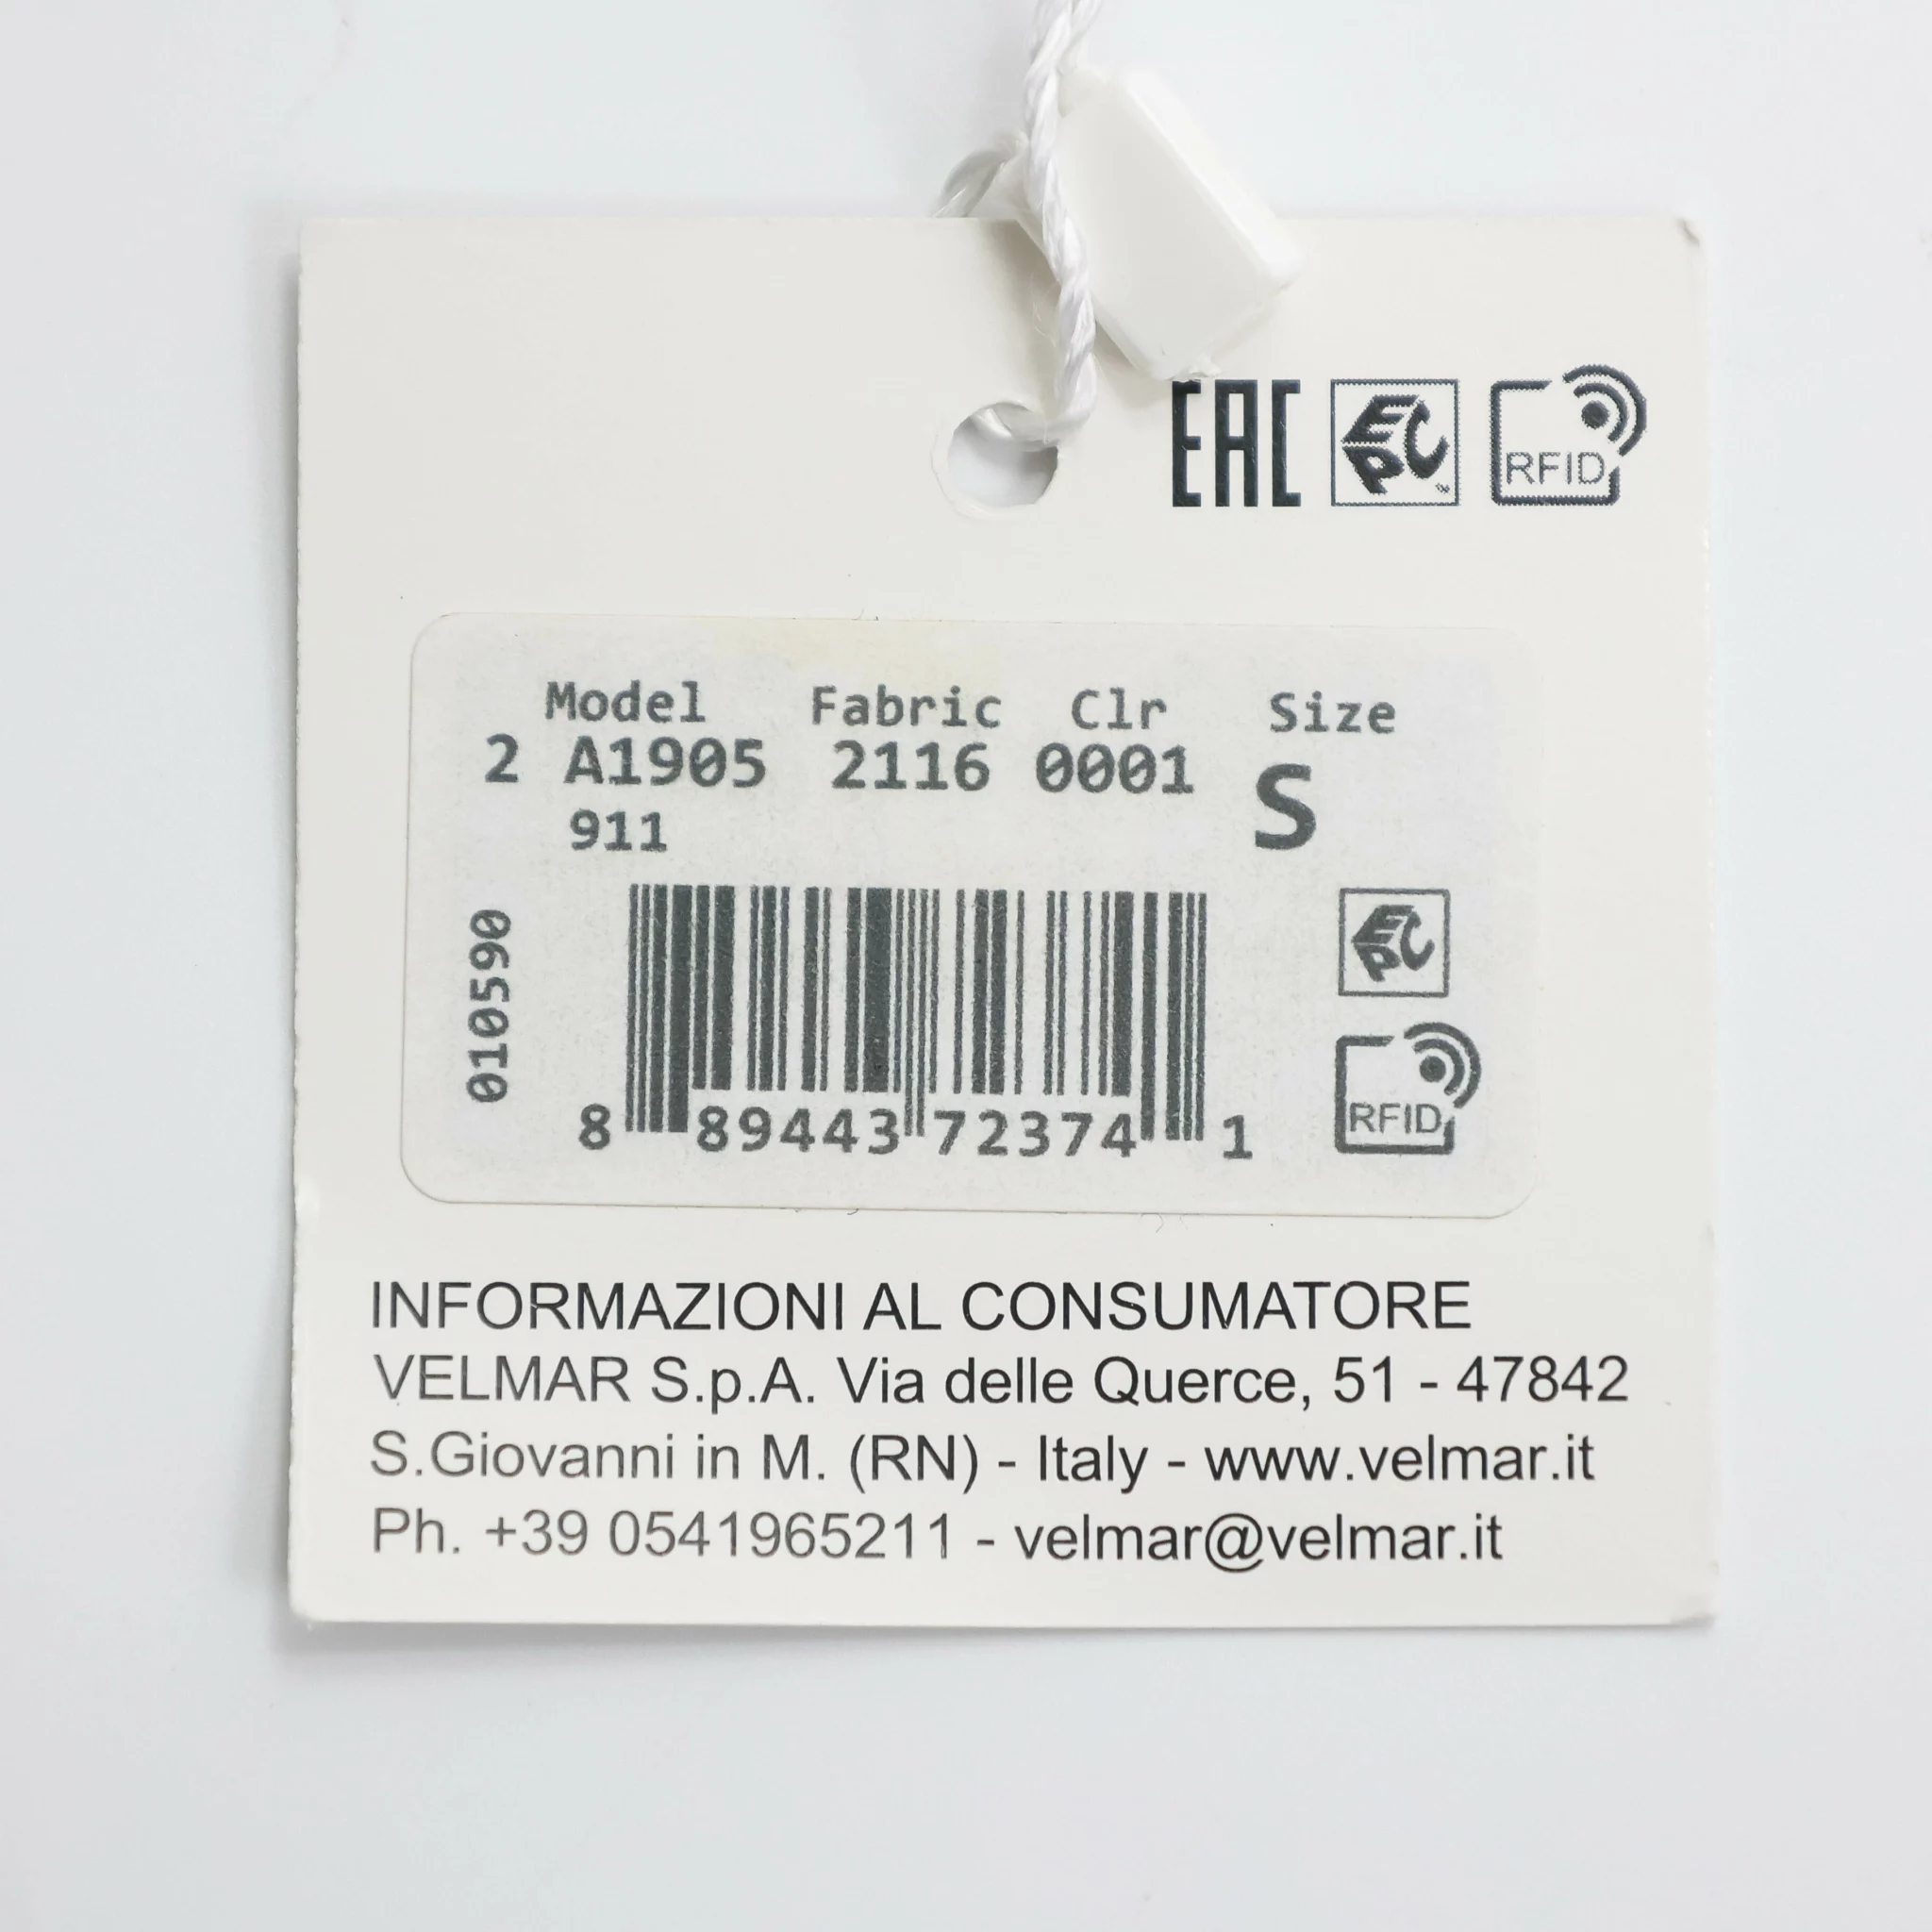 EAC EPC RFID
Model Fabric Clr Size
2 A1905 2116 0001 S
911
010590
8 89443 72374 1
EPC
RFID
INFORMAZIONI AL CONSUMATORE
VELMAR S.p.A. Via delle Querce, 51 - 47842
S.Giovanni in M. (RN) - Italy - www.velmar.it
Ph. +39 0541965211 - velmar@velmar.it